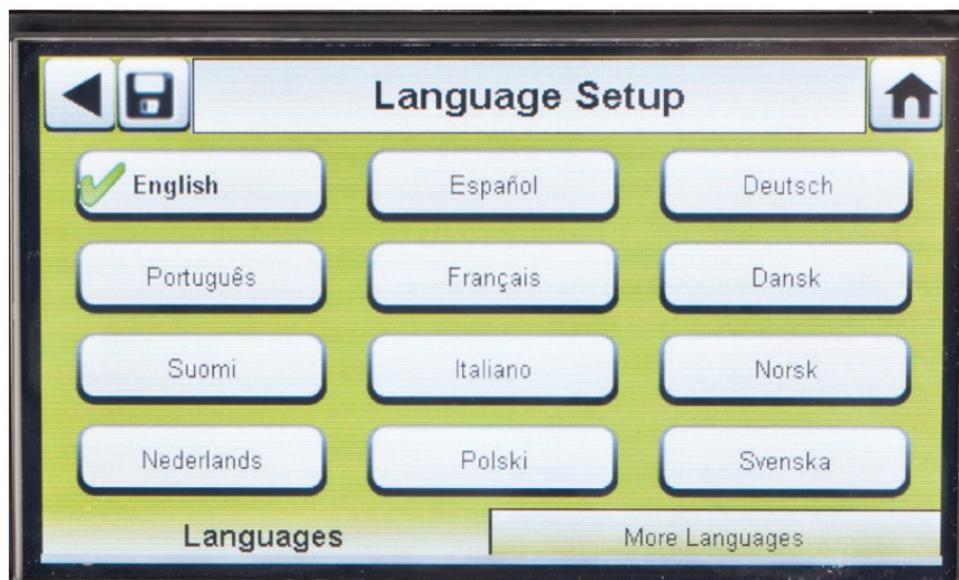 Language Setup
English Español Deutsch
Português Français Dansk
Suomi Italiano Norsk
Nederlands Polski Svenska
Languages More Languages